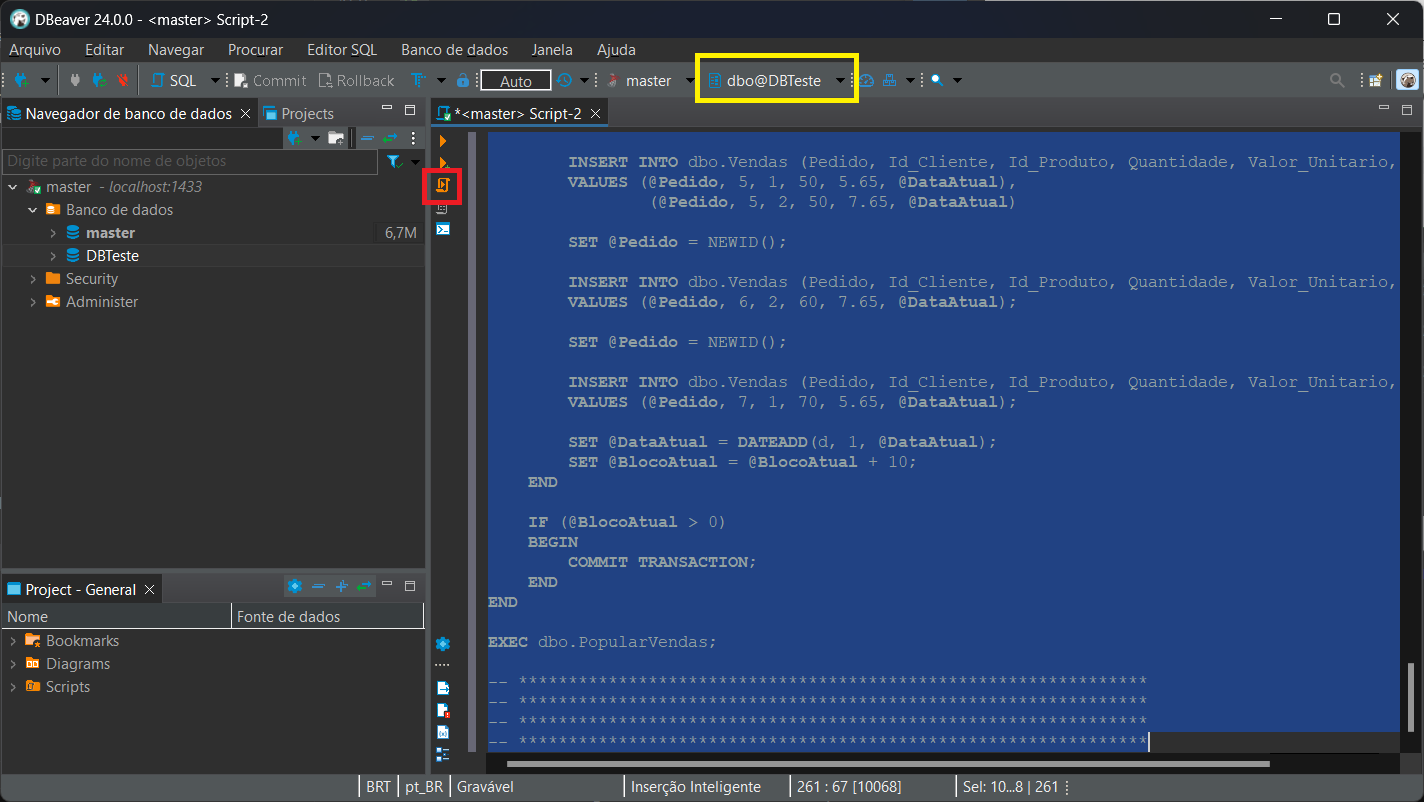 DBeaver 24.0.0 - <master> Script-2
Arquivo Editar Navegar Procurar Editor SQL Banco de dados Janela Ajuda
SQL Commit Rollback Auto master dbo@DBTeste
Navegador de banco de dados Projects
Digite parte do nome de objetos
master - localhost:1433
Banco de dados
master 6,7M
DBTeste
Security
Administer
Project - General
Nome Fonte de dados
Bookmarks
Diagrams
Scripts
*<master> Script-2
INSERT INTO dbo.Vendas (Pedido, Id_Cliente, Id_Produto, Quantidade, Valor_Unitario,
VALUES (@Pedido, 5, 1, 50, 5.65, @DataAtual),
(@Pedido, 5, 2, 50, 7.65, @DataAtual)
SET @Pedido = NEWID();
INSERT INTO dbo.Vendas (Pedido, Id_Cliente, Id_Produto, Quantidade, Valor_Unitario,
VALUES (@Pedido, 6, 2, 60, 7.65, @DataAtual);
SET @Pedido = NEWID();
INSERT INTO dbo.Vendas (Pedido, Id_Cliente, Id_Produto, Quantidade, Valor_Unitario,
VALUES (@Pedido, 7, 1, 70, 5.65, @DataAtual);
SET @DataAtual = DATEADD(d, 1, @DataAtual);
SET @BlocoAtual = @BlocoAtual + 10;
END
IF (@BlocoAtual > 0)
BEGIN
COMMIT TRANSACTION;
END
END
EXEC dbo.PopularVendas;
-- ***************************************************************
-- ***************************************************************
-- ***************************************************************
-- ***************************************************************
BRT pt_BR Gravável Inserção Inteligente 261 : 67 [10068] Sel: 10...8 | 261